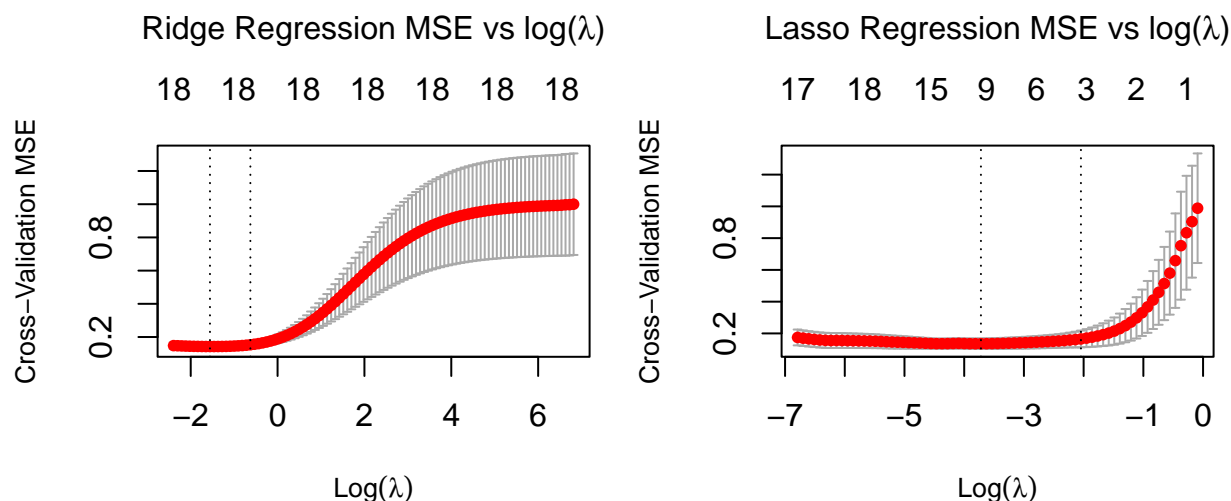 Ridge Regression MSE vs log(λ)
18 18 18 18 18 18 18
Cross−Validation MSE
0.2 0.8
−2 0 2 4 6
Log(λ)
Lasso Regression MSE vs log(λ)
17 18 15 9 6 3 2 1
Cross−Validation MSE
0.2 0.8
−7 −5 −3 −1 0
Log(λ)